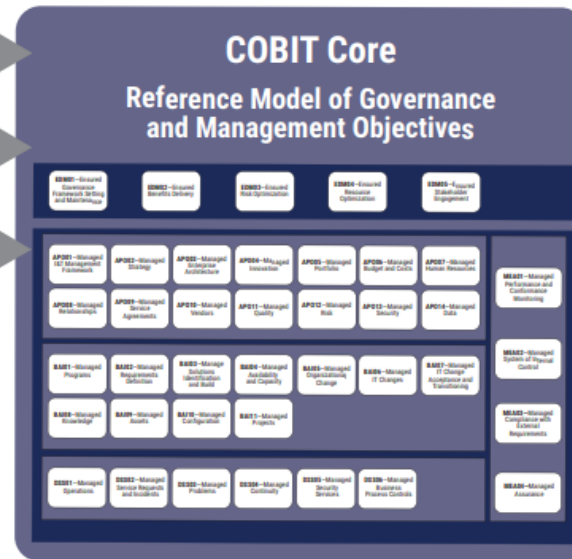 COBIT Core
Reference Model of Governance
and Management Objectives
EDM01—Ensured
Governance
Framework Setting
and Maintenance
EDM02—Ensured
Benefits Delivery
EDM03—Ensured
Risk Optimization
EDM04—Ensured
Resource
Optimization
EDM05—Ensured
Stakeholder
Engagement
APO01—Managed
I&T Management
Framework
APO02—Managed
Strategy
APO03—Managed
Enterprise
Architecture
APO04—Managed
Innovation
APO05—Managed
Portfolio
APO06—Managed
Budget and Costs
APO07—Managed
Human Resources
APO08—Managed
Relationships
APO09—Managed
Service
Agreements
APO10—Managed
Vendors
APO11—Managed
Quality
APO12—Managed
Risk
APO13—Managed
Security
APO14—Managed
Data
MEA01—Managed
Performance and
Conformance
Monitoring
BAI01—Managed
Programs
BAI02—Managed
Requirements
Definition
BAI03—Manage
Solutions
Identification
and Build
BAI04—Managed
Availability
and Capacity
BAI05—Managed
Organizational
Change
BAI06—Managed
IT Changes
BAI07—Managed
IT Change
Acceptance and
Transitioning
MEA02—Managed
System of Internal
Control
BAI08—Managed
Knowledge
BAI09—Managed
Assets
BAI10—Managed
Configuration
BAI11—Managed
Projects
MEA03—Managed
Compliance with
External
Requirements
DSS01—Managed
Operations
DSS02—Managed
Service Requests
and Incidents
DSS03—Managed
Problems
DSS04—Managed
Continuity
DSS05—Managed
Security
Services
DSS06—Managed
Business
Process Controls
MEA04—Managed
Assurance